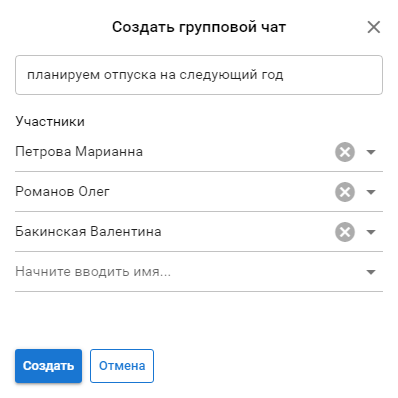 Создать групповой чат
планируем отпуска на следующий год
Участники
Петрова Марианна
Романов Олег
Бакинская Валентина
Начните вводить имя...
Создать
Отмена